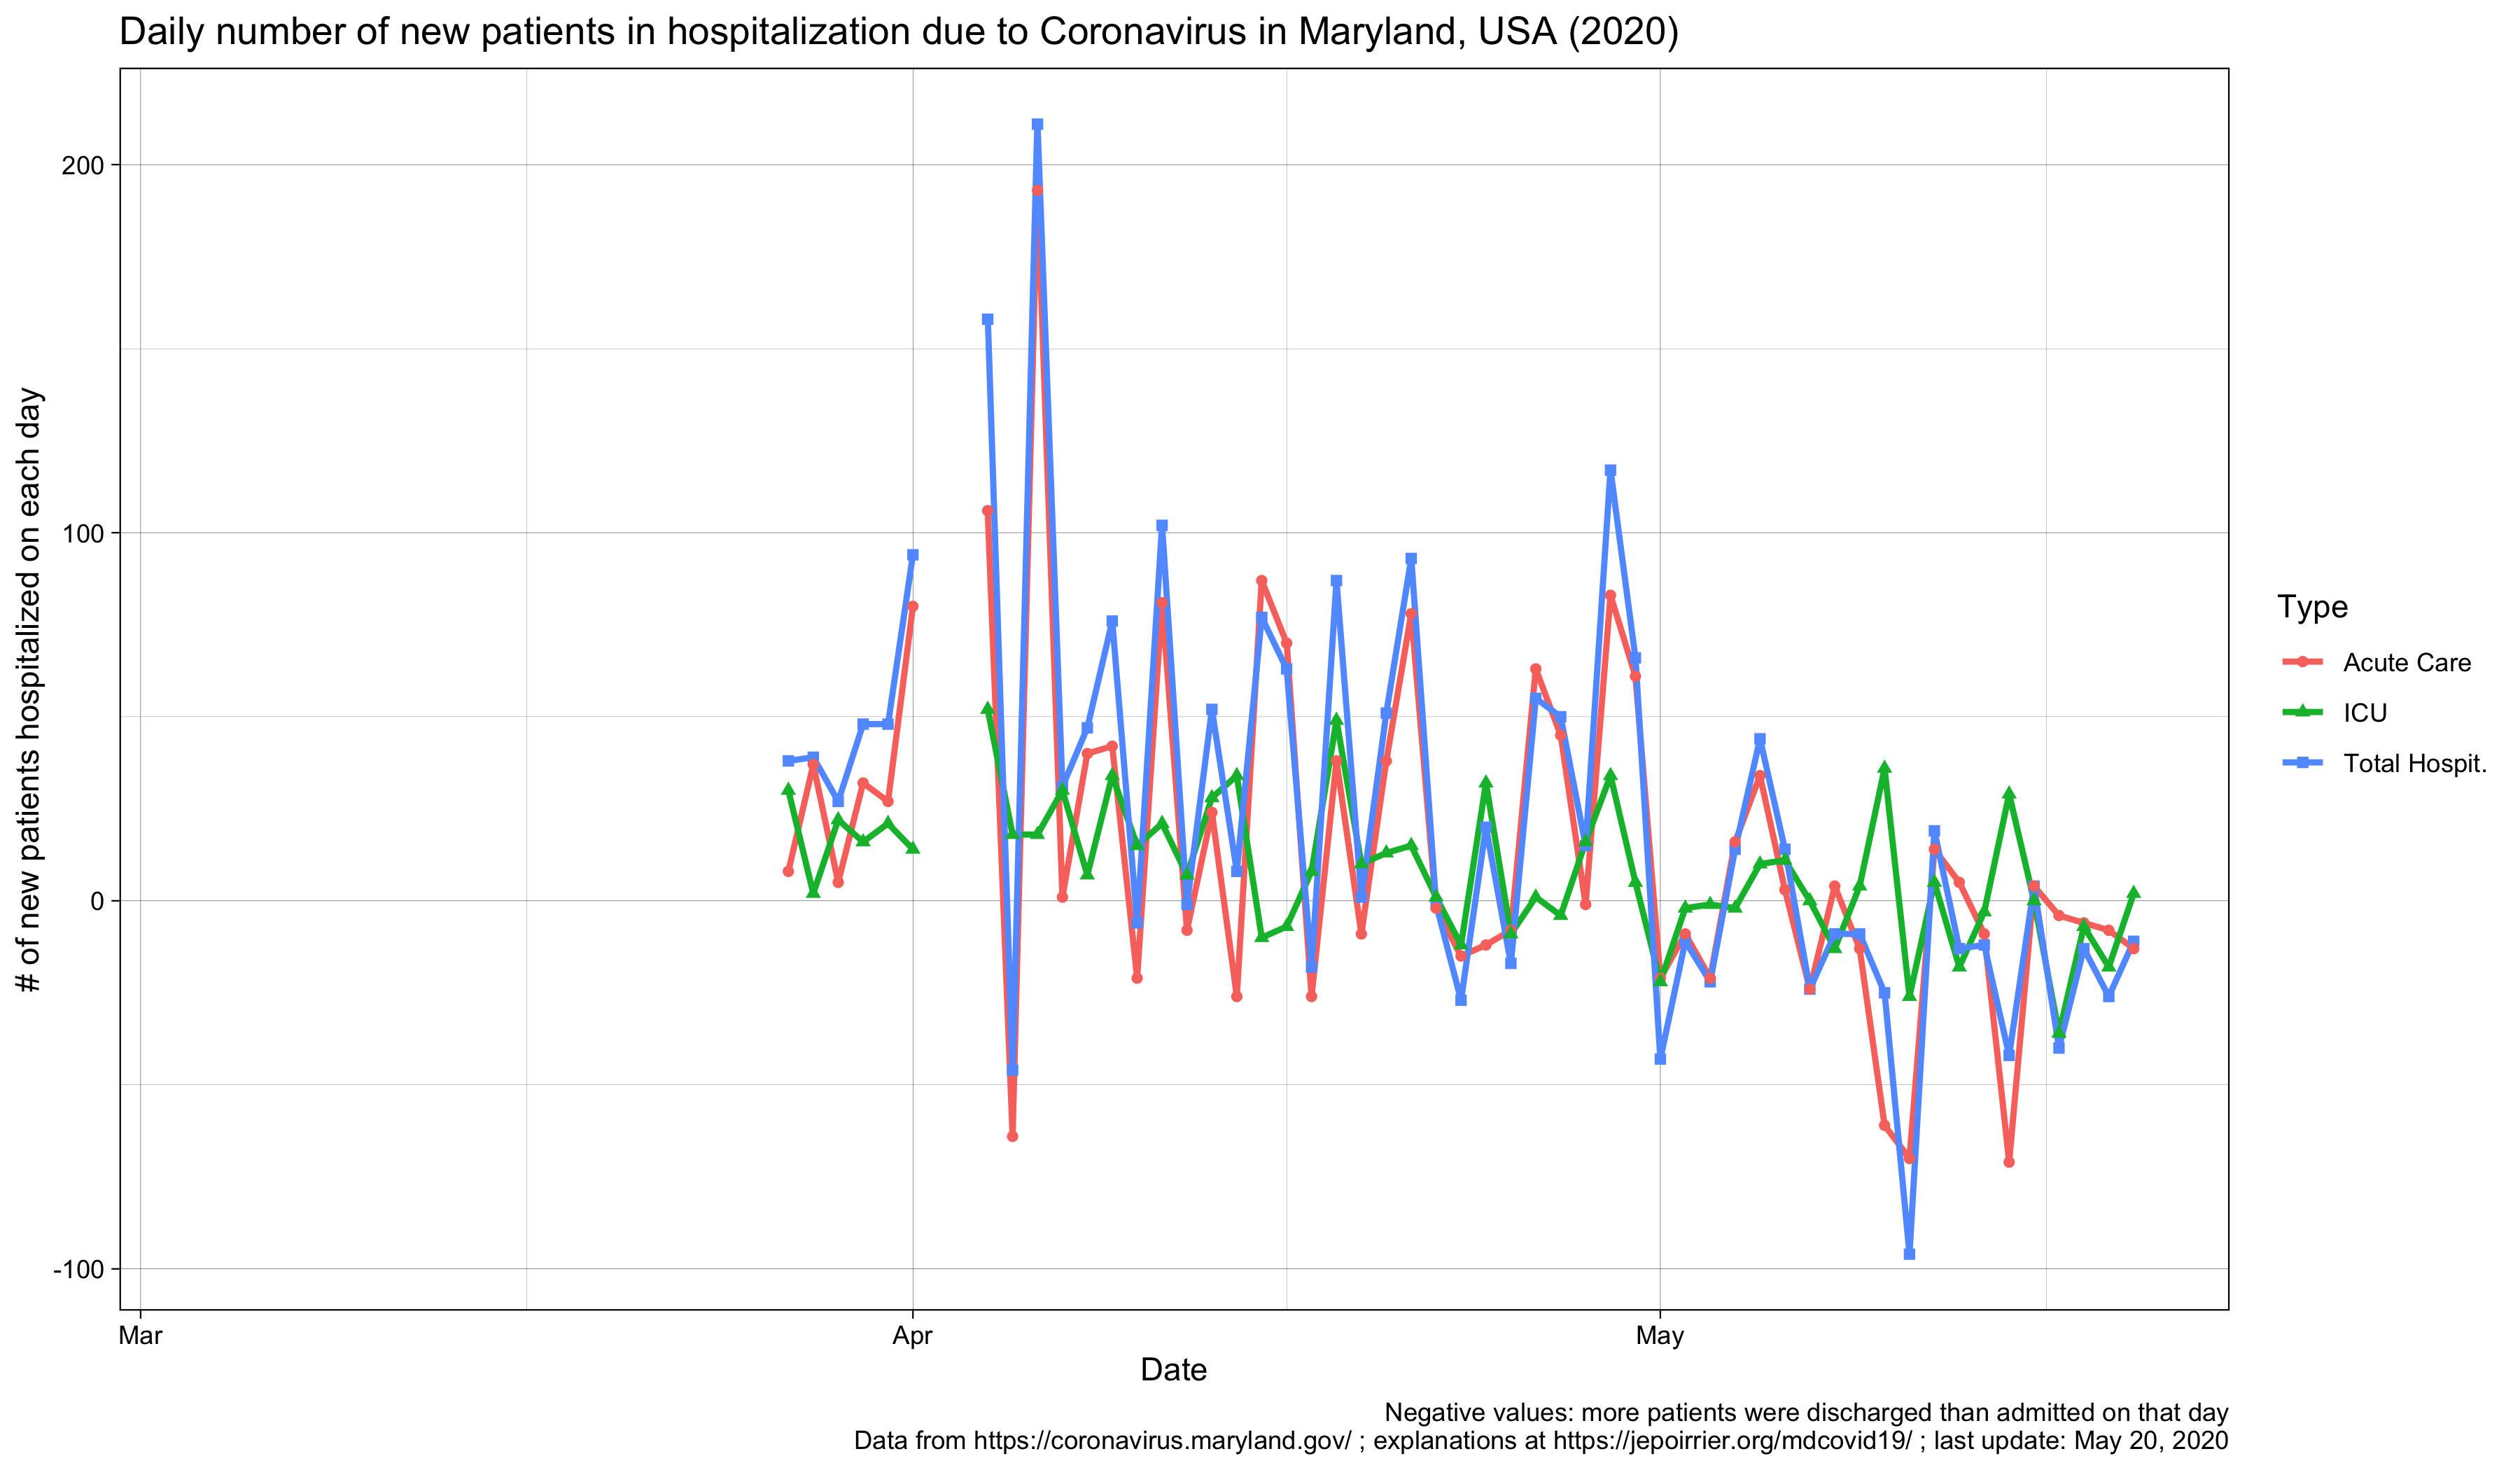 Daily number of new patients in hospitalization due to Coronavirus in Maryland, USA (2020)
# of new patients hospitalized on each day
200
100
0
-100
Mar
Apr
May
Date
Type
Acute Care
ICU
Total Hospit.
Negative values: more patients were discharged than admitted on that day
Data from https://coronavirus.maryland.gov/ ; explanations at https://jepoirrier.org/mdcovid19/ ; last update: May 20, 2020